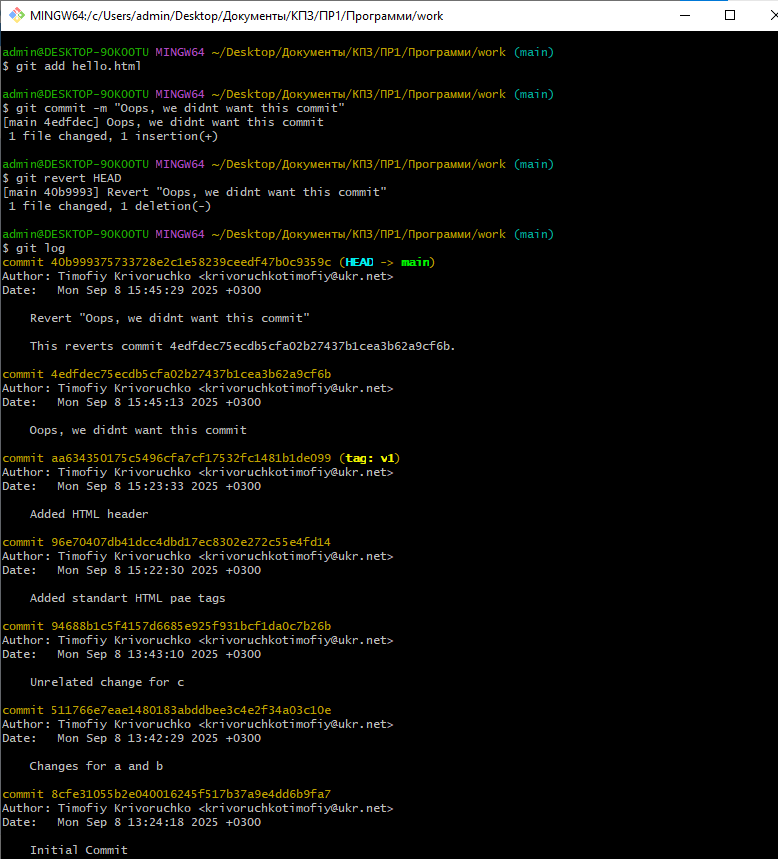 MINGW64:/c/Users/admin/Desktop/Документы/КПЗ/ПР1/Программи/work
admin@DESKTOP-9OKOOTU MINGW64 ~/Desktop/Документы/КПЗ/ПР1/Программи/work (main)
$ git add hello.html
admin@DESKTOP-9OKOOTU MINGW64 ~/Desktop/Документы/КПЗ/ПР1/Программи/work (main)
$ git commit -m "Oops, we didnt want this commit"
[main 4edfdec] Oops, we didnt want this commit
1 file changed, 1 insertion(+)
admin@DESKTOP-9OKOOTU MINGW64 ~/Desktop/Документы/КПЗ/ПР1/Программи/work (main)
$ git revert HEAD
[main 40b9993] Revert "Oops, we didnt want this commit"
1 file changed, 1 deletion(-)
admin@DESKTOP-9OKOOTU MINGW64 ~/Desktop/Документы/КПЗ/ПР1/Программи/work (main)
$ git log
commit 40b999375733728e2c1e58239ceedf47b0c9359c (HEAD -> main)
Author: Timofiy Krivoruchko <krivoruchkotimofiy@ukr.net>
Date:   Mon Sep 8 15:45:29 2025 +0300
Revert "Oops, we didnt want this commit"
This reverts commit 4edfdec75ecdb5cfa02b27437b1cea3b62a9cf6b.
commit 4edfdec75ecdb5cfa02b27437b1cea3b62a9cf6b
Author: Timofiy Krivoruchko <krivoruchkotimofiy@ukr.net>
Date:   Mon Sep 8 15:45:13 2025 +0300
Oops, we didnt want this commit
commit aa634350175c5496cfa7cf17532fc1481b1de099 (tag: v1)
Author: Timofiy Krivoruchko <krivoruchkotimofiy@ukr.net>
Date:   Mon Sep 8 15:23:33 2025 +0300
Added HTML header
commit 96e70407db41dcc4dbd17ec8302e272c55e4fd14
Author: Timofiy Krivoruchko <krivoruchkotimofiy@ukr.net>
Date:   Mon Sep 8 15:22:30 2025 +0300
Added standart HTML pae tags
commit 94688b1c5f4157d6685e925f931bcf1da0c7b26b
Author: Timofiy Krivoruchko <krivoruchkotimofiy@ukr.net>
Date:   Mon Sep 8 13:43:10 2025 +0300
Unrelated change for c
commit 511766e7eae1480183abddbee3c4e2f34a03c10e
Author: Timofiy Krivoruchko <krivoruchkotimofiy@ukr.net>
Date:   Mon Sep 8 13:42:29 2025 +0300
Changes for a and b
commit 8cfe31055b2e040016245f517b37a9e4dd6b9fa7
Author: Timofiy Krivoruchko <krivoruchkotimofiy@ukr.net>
Date:   Mon Sep 8 13:24:18 2025 +0300
Initial Commit